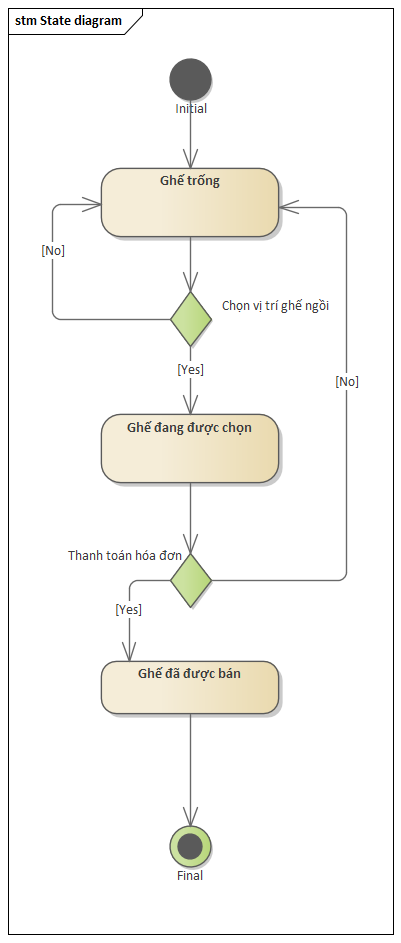 stm State diagram
Initial
Ghế trống
[No]
Chọn vị trí ghế ngồi
[Yes]
[No]
Ghế đang được chọn
Thanh toán hóa đơn
[Yes]
Ghế đã được bán
Final